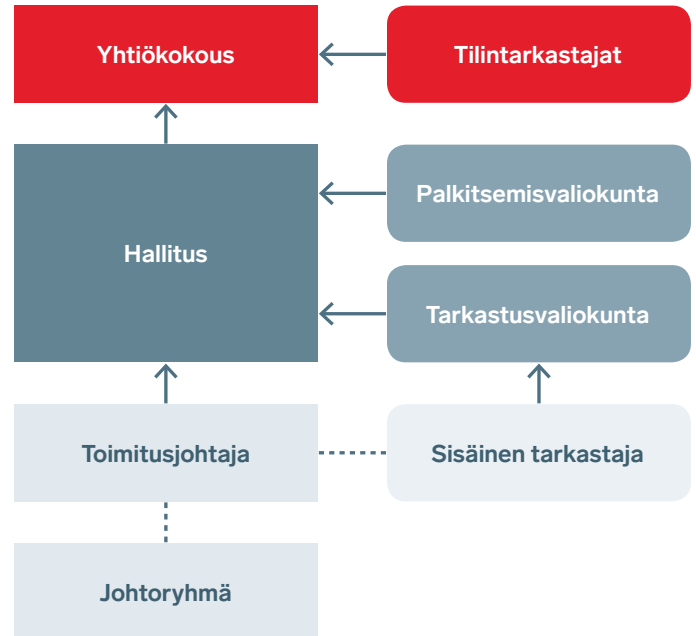 Yhtiökokous
Tilintarkastajat
Palkitsemisvaliokunta
Hallitus
Tarkastusvaliokunta
Toimitusjohtaja
Sisäinen tarkastaja
Johtoryhmä